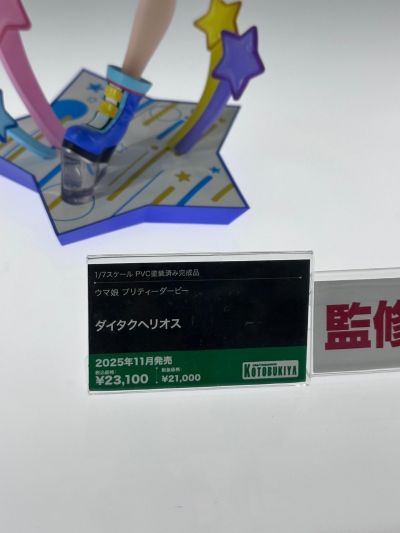 1/7スケール PVC塗装済み完成品
ウマ娘 プリティーダービー
ダイタクヘリオス
2025年11月発売
税込価格: 税抜価格:
¥23,100 ¥21,000
KOTOBUKIYA
監修